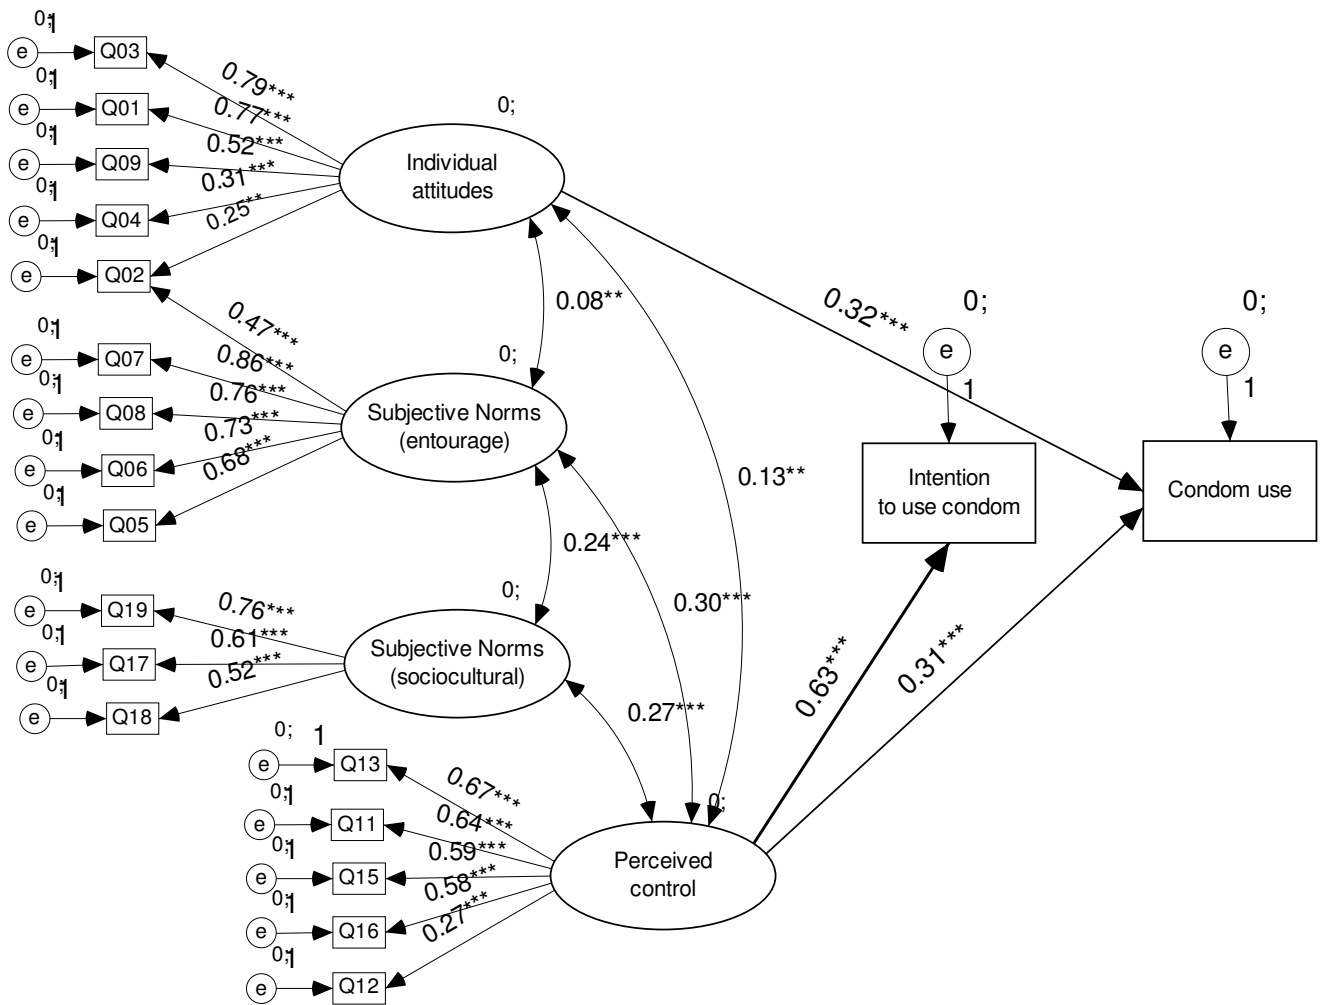 0; 1
e Q03
0.79***
0; 1
e Q01
0.77***
0; 1
e Q09
0.52***
0; 1
e Q04
0.31***
0; 1
e Q02
0.25**
0;
Individual
attitudes
0.47***
0; 1
e Q07
0.86***
0; 1
e Q08
0.76***
0; 1
e Q06
0.73***
0; 1
e Q05
0.68***
0;
Subjective Norms
(entourage)
0.08**
0.13**
0.24***
0.30***
0.27***
0; 1
e Q19
0.76***
0; 1
e Q17
0.61***
0; 1
e Q18
0.52***
0;
Subjective Norms
(sociocultural)
0; 1
e Q13
0.67***
0; 1
e Q11
0.64***
0; 1
e Q15
0.59***
0; 1
e Q16
0.58***
0; 1
e Q12
0.27***
0;
Perceived
control
0.32***
0.63***
0.31***
0;
e
1
Intention
to use condom
0;
e
1
Condom use